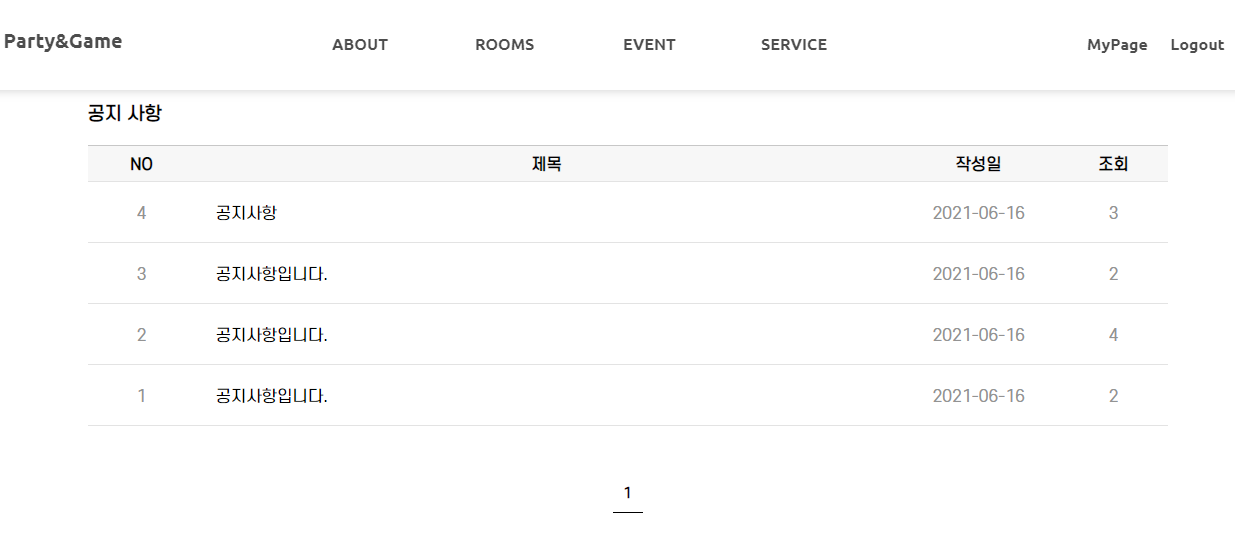 Party&Game ABOUT ROOMS EVENT SERVICE MyPage Logout
공지 사항
NO 제목 작성일 조회
4 공지사항 2021-06-16 3
3 공지사항입니다. 2021-06-16 2
2 공지사항입니다. 2021-06-16 4
1 공지사항입니다. 2021-06-16 2
1